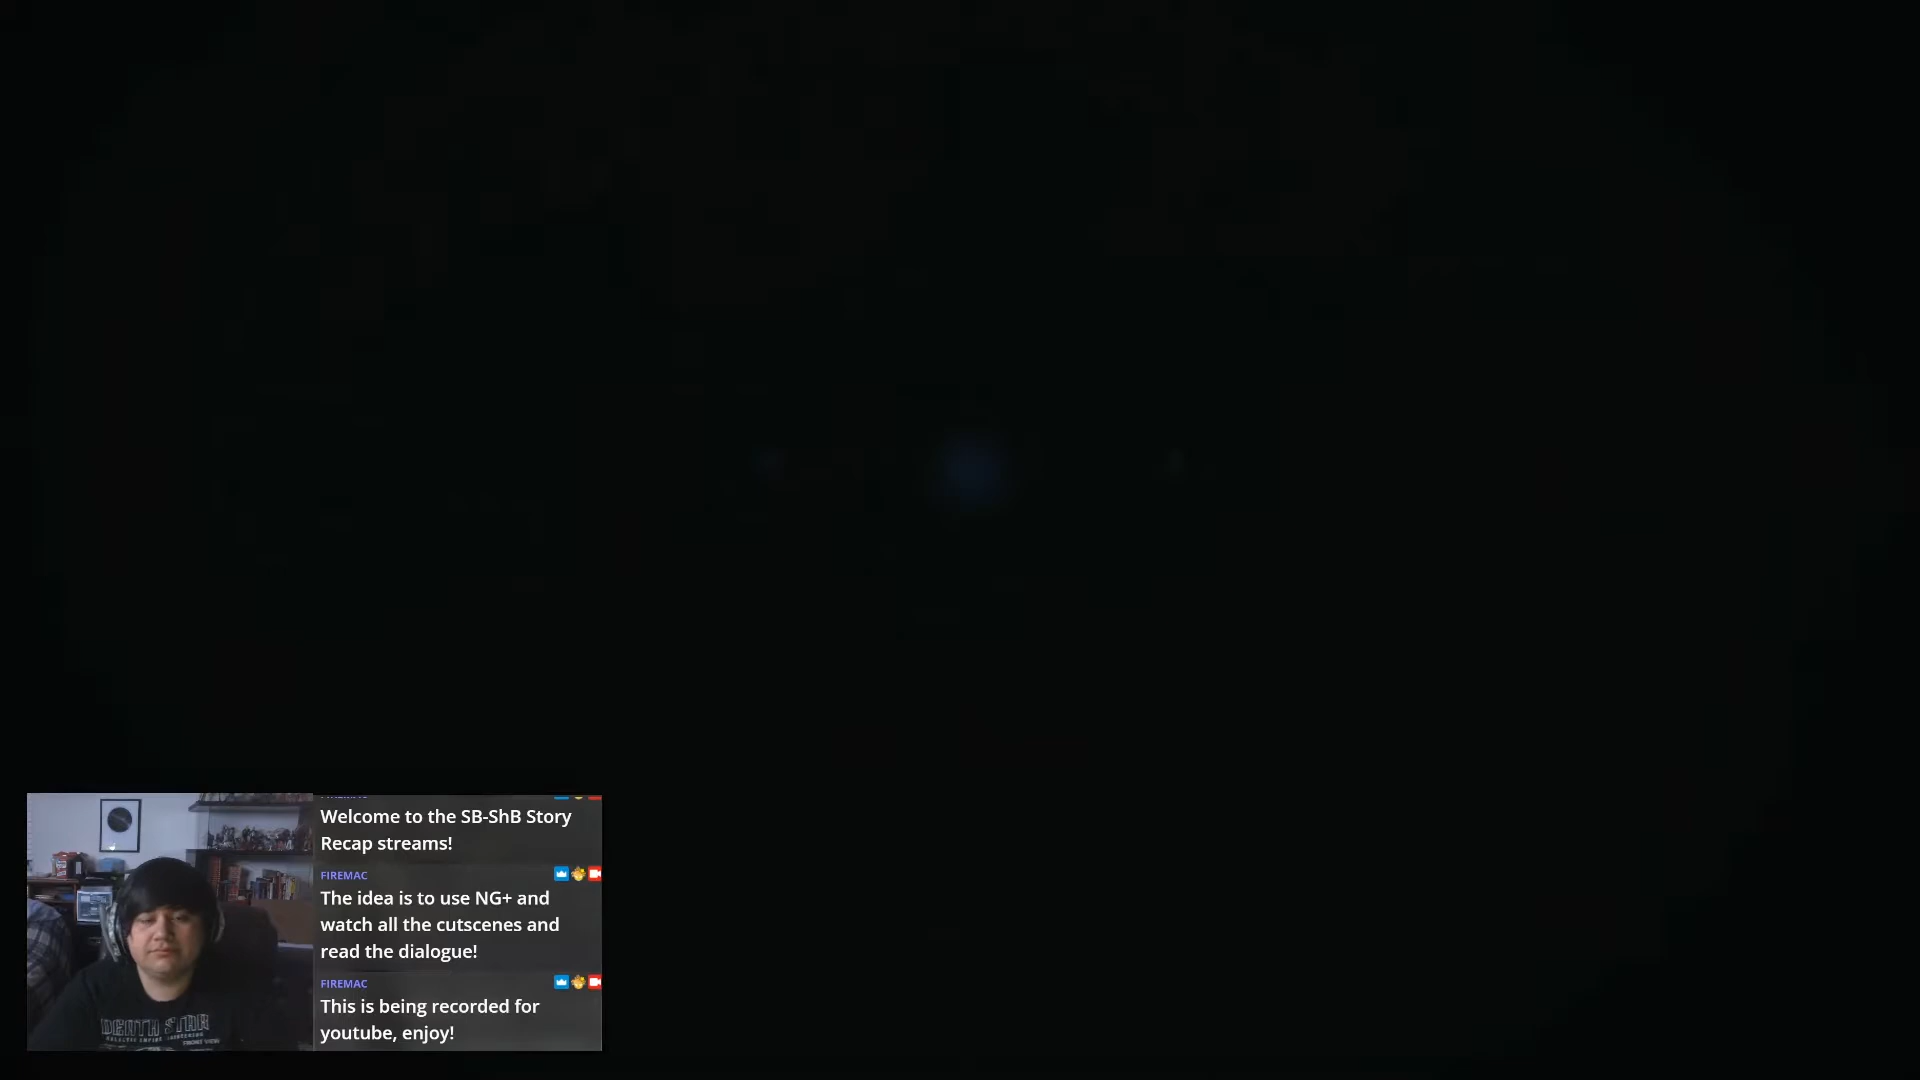 Welcome to the SB-ShB Story
Recap streams!
FIREMAC
The idea is to use NG+ and
watch all the cutscenes and
read the dialogue!
FIREMAC
This is being recorded for
youtube, enjoy!
DEATH STAR